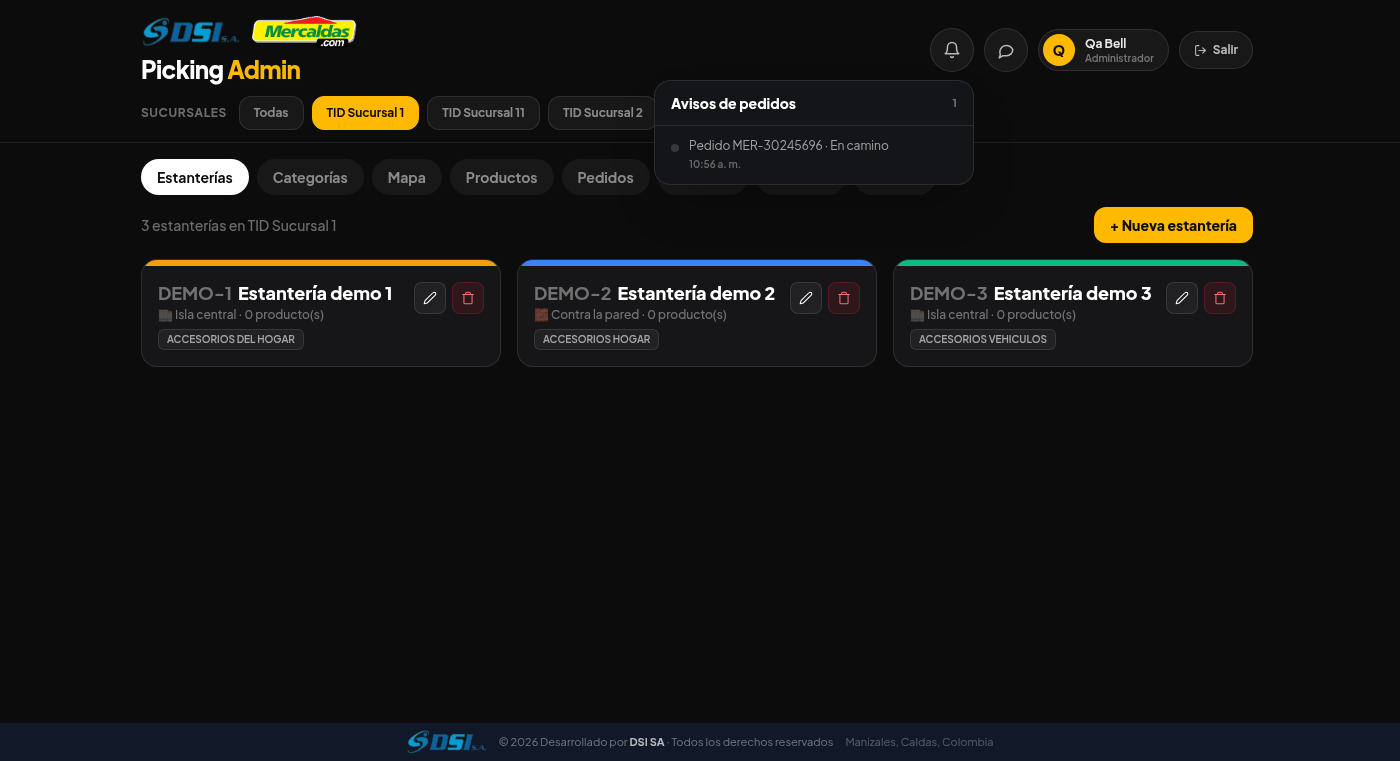 DSI S.A. Mercaldas .com
Picking Admin
Q Qa Bell
Administrador
Salir
SUCURSALES Todas TID Sucursal 1 TID Sucursal 11 TID Sucursal 2
Avisos de pedidos 1
Pedido MER-30245696 · En camino
10:56 a. m.
Estanterías Categorías Mapa Productos Pedidos
3 estanterías en TID Sucursal 1
+ Nueva estantería
DEMO-1 Estantería demo 1
Isla central · 0 producto(s)
ACCESORIOS DEL HOGAR
DEMO-2 Estantería demo 2
Contra la pared · 0 producto(s)
ACCESORIOS HOGAR
DEMO-3 Estantería demo 3
Isla central · 0 producto(s)
ACCESORIOS VEHICULOS
DSI S.A. © 2026 Desarrollado por DSI SA · Todos los derechos reservados Manizales, Caldas, Colombia